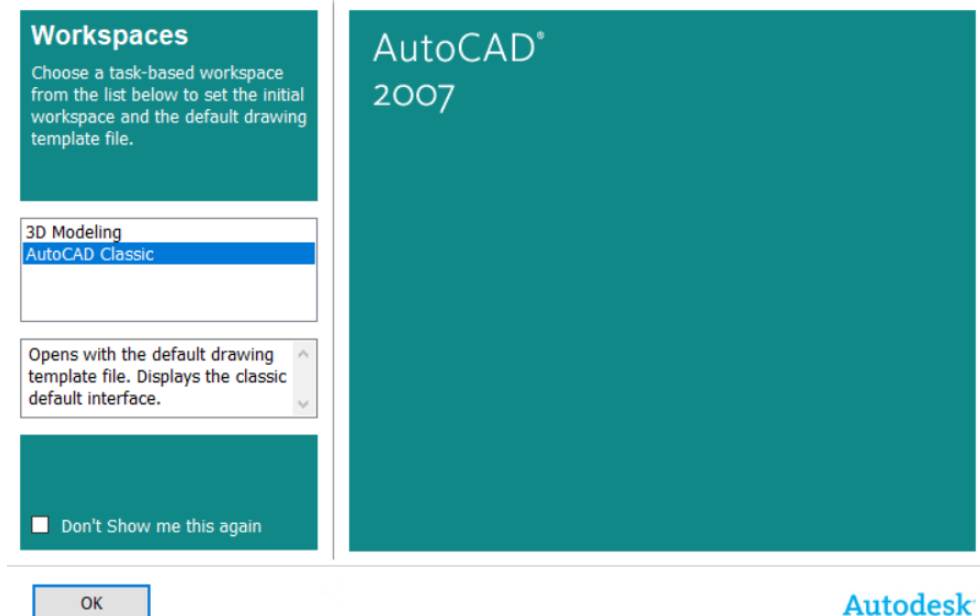 Workspaces
Choose a task-based workspace
from the list below to set the initial
workspace and the default drawing
template file.
3D Modeling
AutoCAD Classic
Opens with the default drawing
template file. Displays the classic
default interface.
Don't Show me this again
OK
AutoCAD®
2007
Autodesk